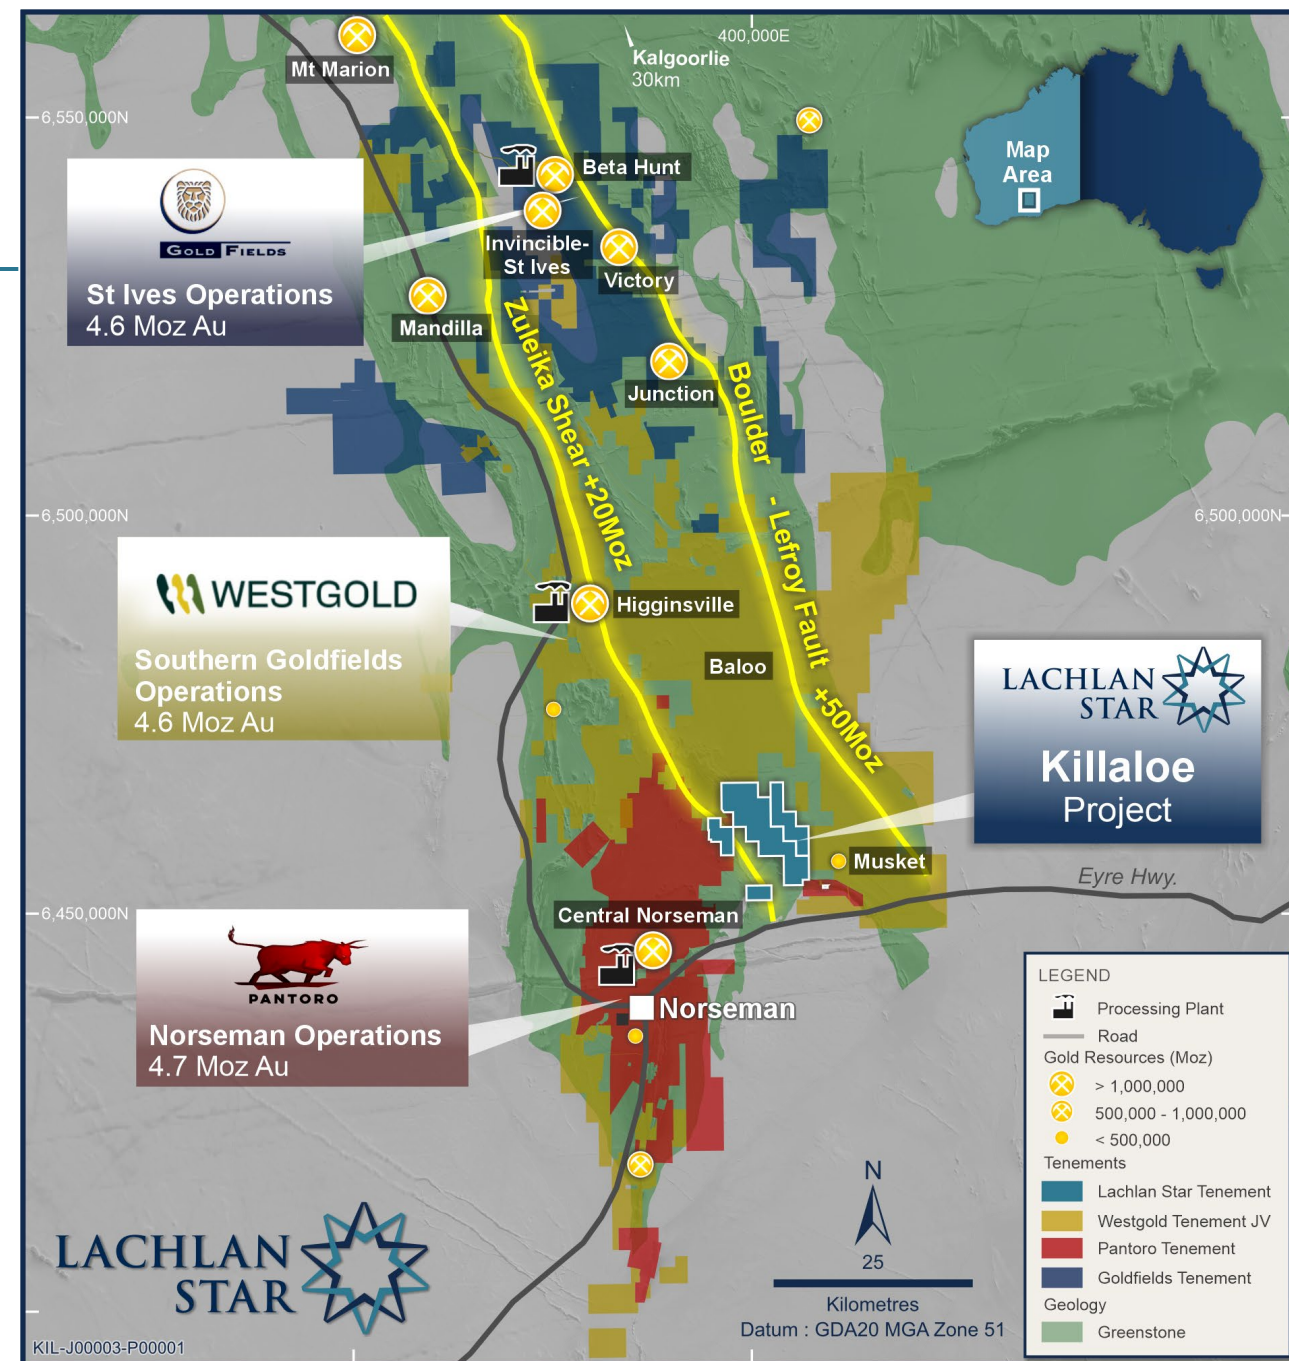 400,000E
Kalgoorlie
30km
Mt Marion
6,550,000N
Map
Area
Beta Hunt
GOLD FIELDS
Invincible-
St Ives
Victory
St Ives Operations
4.6 Moz Au
Mandilla
Junction
Zuleika Shear +20Moz
Boulder - Lefroy Fault +50Moz
6,500,000N
6,500,000N
WESTGOLD
Southern Goldfields
Operations
4.6 Moz Au
Higginsville
Baloo
LACHLAN
STAR
Killaloe
Project
Musket
Eyre Hwy.
6,450,000N
Central Norseman
PANTORO
Norseman Operations
4.7 Moz Au
Norseman
LEGEND
Processing Plant
Road
Gold Resources (Moz)
> 1,000,000
500,000 - 1,000,000
< 500,000
Tenements
Lachlan Star Tenement
Westgold Tenement JV
Pantoro Tenement
Goldfields Tenement
Geology
Greenstone
N
25
Kilometres
Datum : GDA20 MGA Zone 51
LACHLAN
STAR
KIL-J00003-P00001